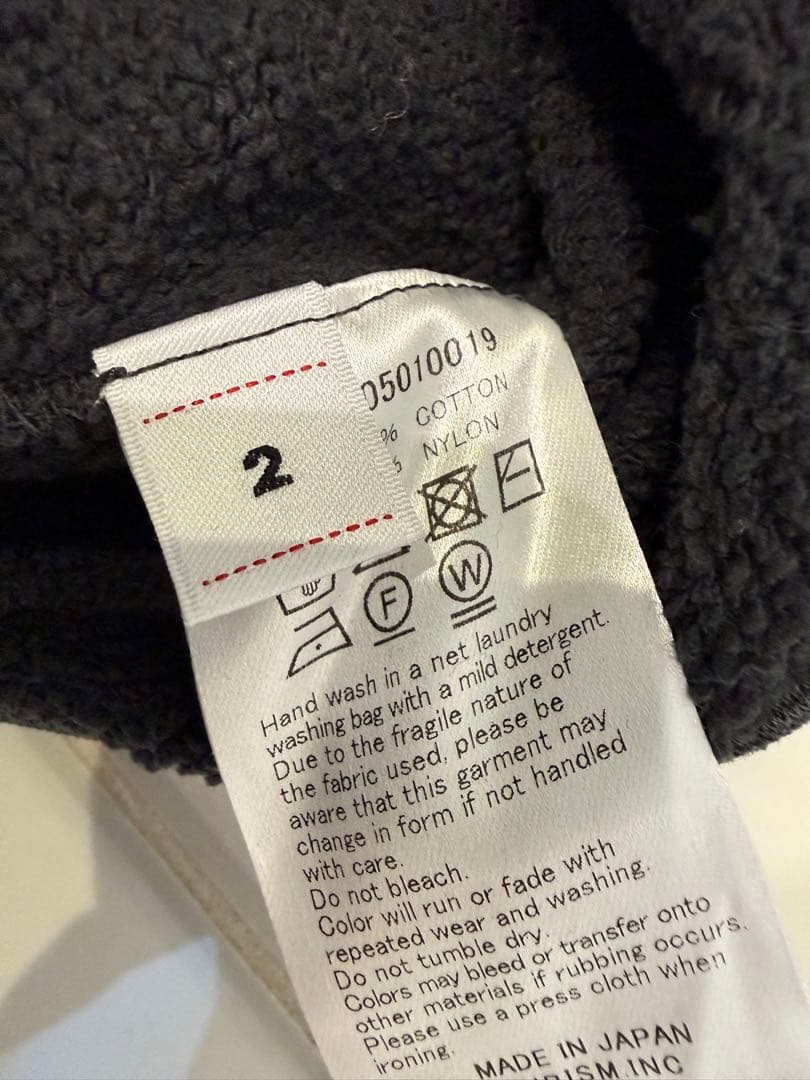 2
05010019
% COTTON
% NYLON
F
W
Hand wash in a net laundry
washing bag with a mild detergent.
Due to the fragile nature of
the fabric used, please be
aware that this garment may
change in form if not handled
with care.
Do not bleach.
Color will run or fade with
repeated wear and washing.
Do not tumble dry.
Colors may bleed or transfer onto
other materials if rubbing occurs.
Please use a press cloth when
ironing.
MADE IN JAPAN